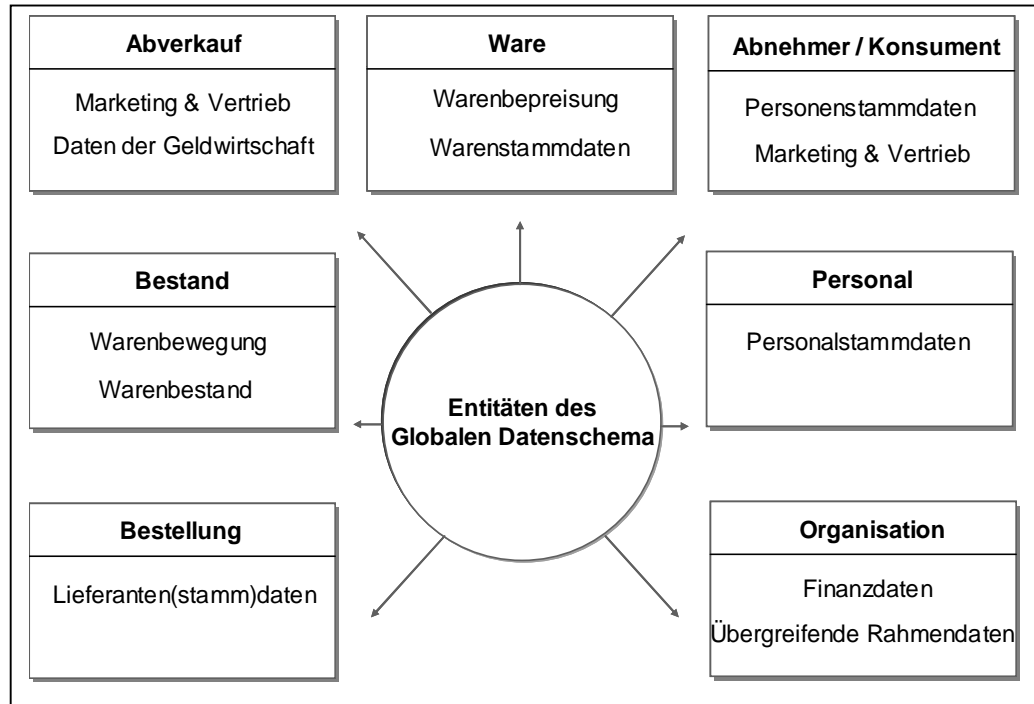 Abverkauf
Marketing & Vertrieb
Daten der Geldwirtschaft
Ware
Warenbepreisung
Warenstammdaten
Abnehmer / Konsument
Personenstammdaten
Marketing & Vertrieb
Bestand
Warenbewegung
Warenbestand
Entitäten des
Globalen Datenschema
Personal
Personalstammdaten
Bestellung
Lieferanten(stamm)daten
Organisation
Finanzdaten
Übergreifende Rahmendaten